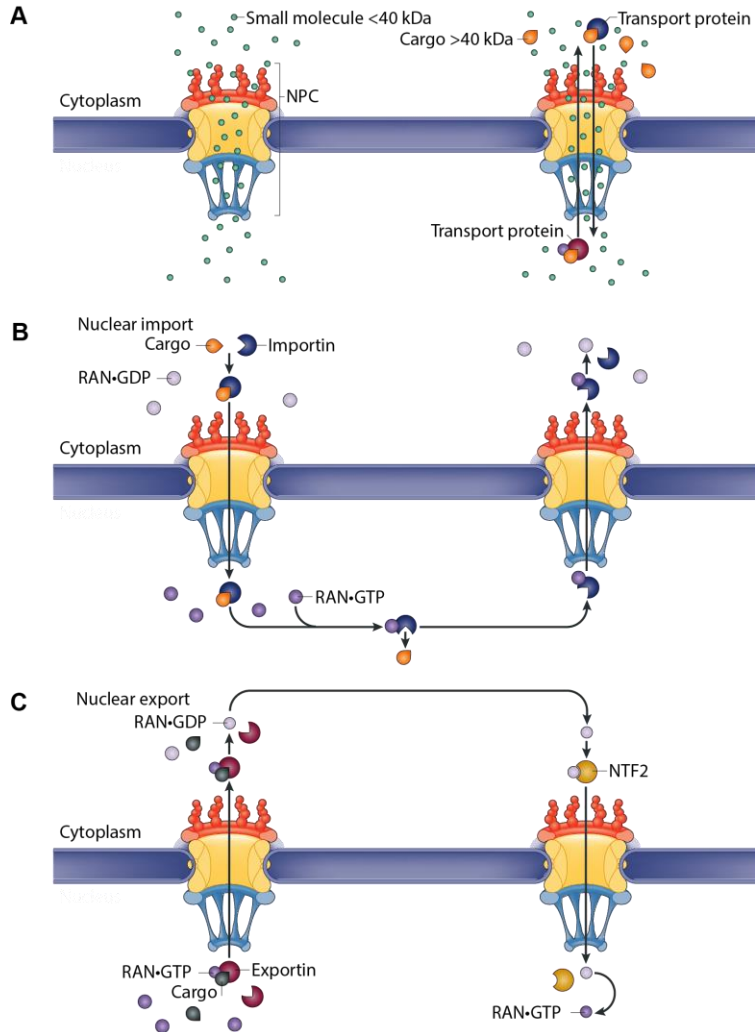 A
Small molecule <40 kDa
Transport protein
Cargo >40 kDa
NPC
Cytoplasm
Nucleus
Transport protein
B
Nuclear import
Cargo
Importin
RAN•GDP
Cytoplasm
Nucleus
RAN•GTP
C
Nuclear export
RAN•GDP
NTF2
Cytoplasm
Nucleus
RAN•GTP
Exportin
Cargo
RAN•GTP